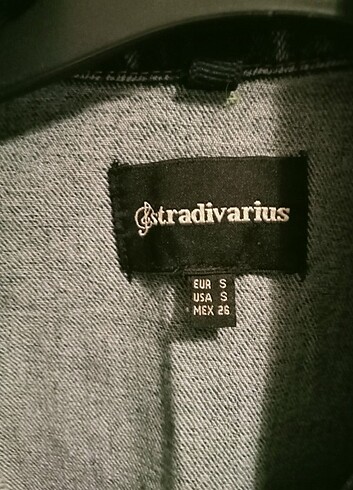 Stradivarius
EUR S
USA S
MEX 26